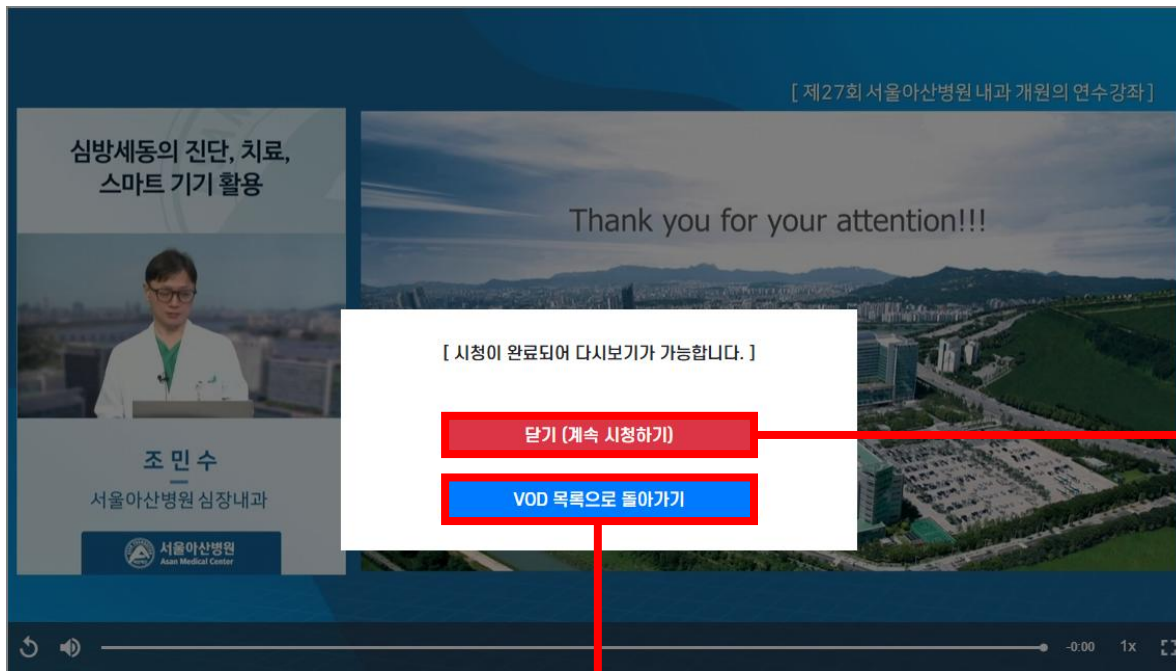 [ 제27회 서울아산병원 내과 개원의 연수강좌 ]
심방세동의 진단, 치료,
스마트 기기 활용
Thank you for your attention!!!
[ 시청이 완료되어 다시보기가 가능합니다. ]
닫기 (계속 시청하기)
VOD 목록으로 돌아가기
조 민 수
서울아산병원 심장내과
서울아산병원
Asan Medical Center
-0:00
1x